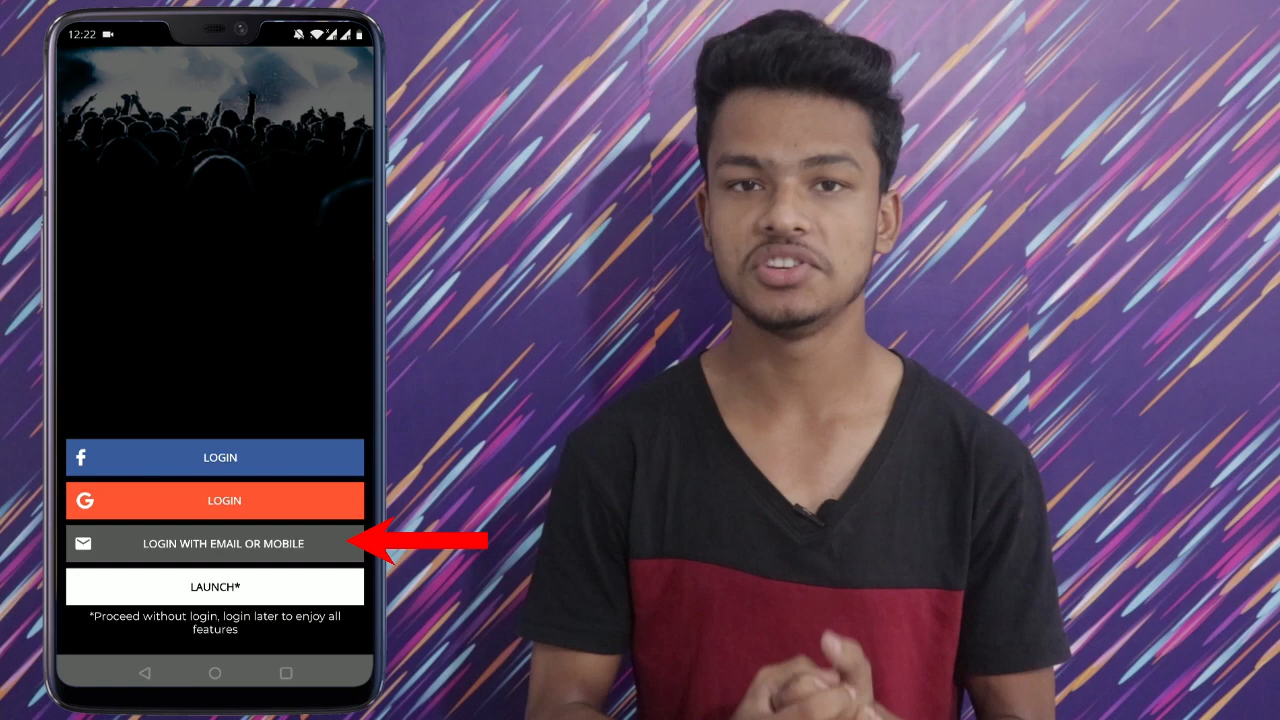 12:22
LOGIN
LOGIN
LOGIN WITH EMAIL OR MOBILE
LAUNCH*
*Proceed without login, login later to enjoy all
features